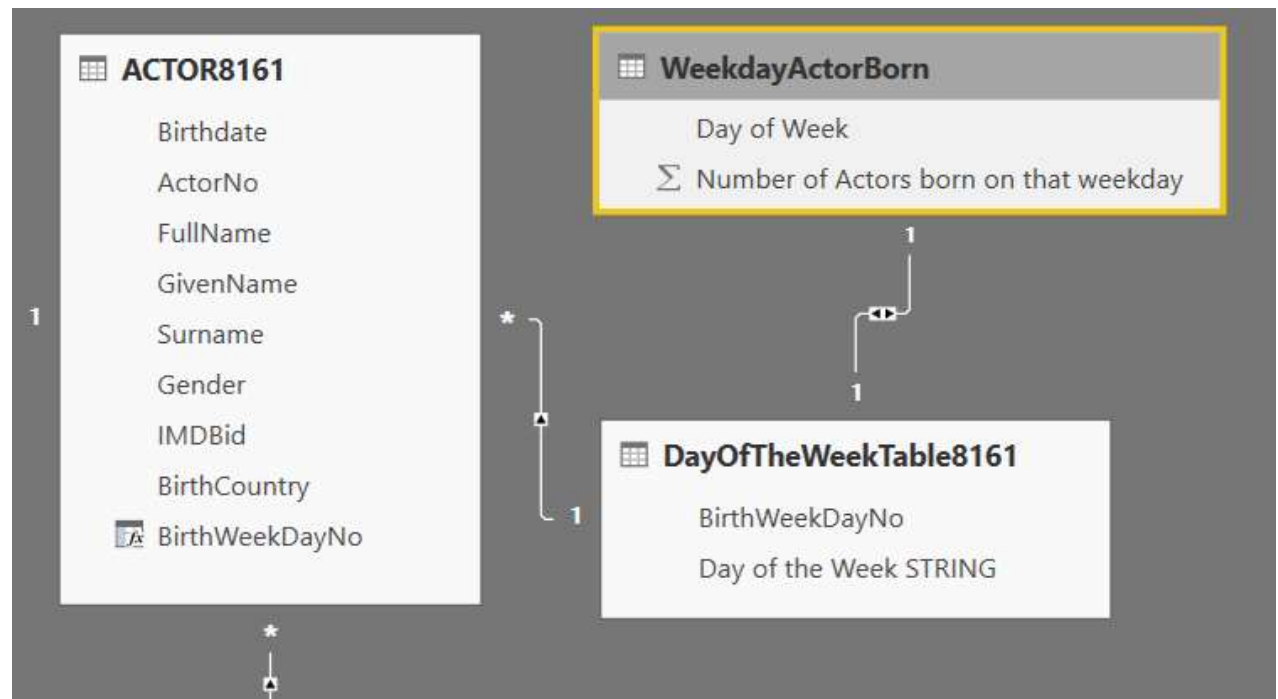 ACTOR8161
Birthdate
ActorNo
FullName
GivenName
Surname
Gender
IMDBid
BirthCountry
fx BirthWeekDayNo
1
*
*
1
WeekdayActorBorn
Day of Week
Σ Number of Actors born on that weekday
1
1
DayOfTheWeekTable8161
BirthWeekDayNo
Day of the Week STRING